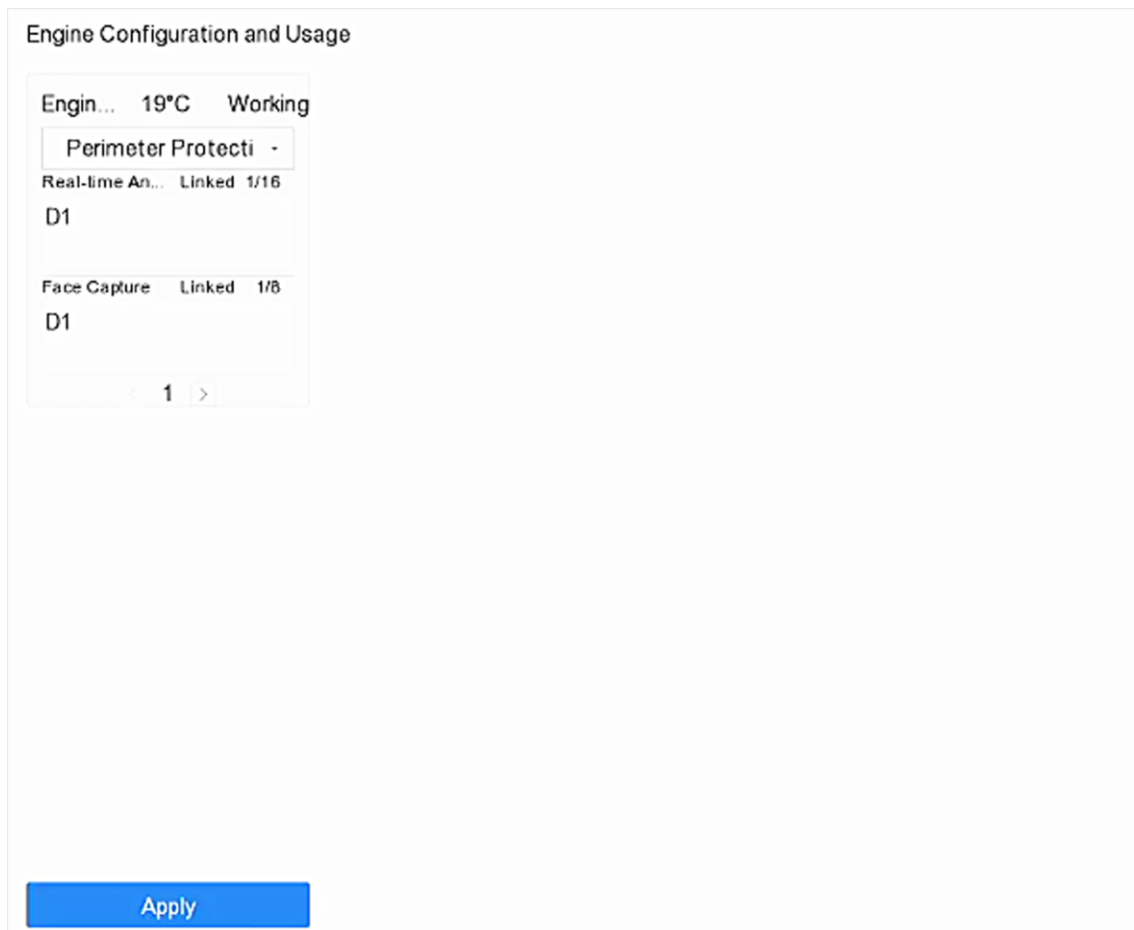 Engine Configuration and Usage
Engin... 19°C Working
Perimeter Protecti
Real-time An... Linked 1/16
D1
Face Capture Linked 1/8
D1
< 1 >
Apply